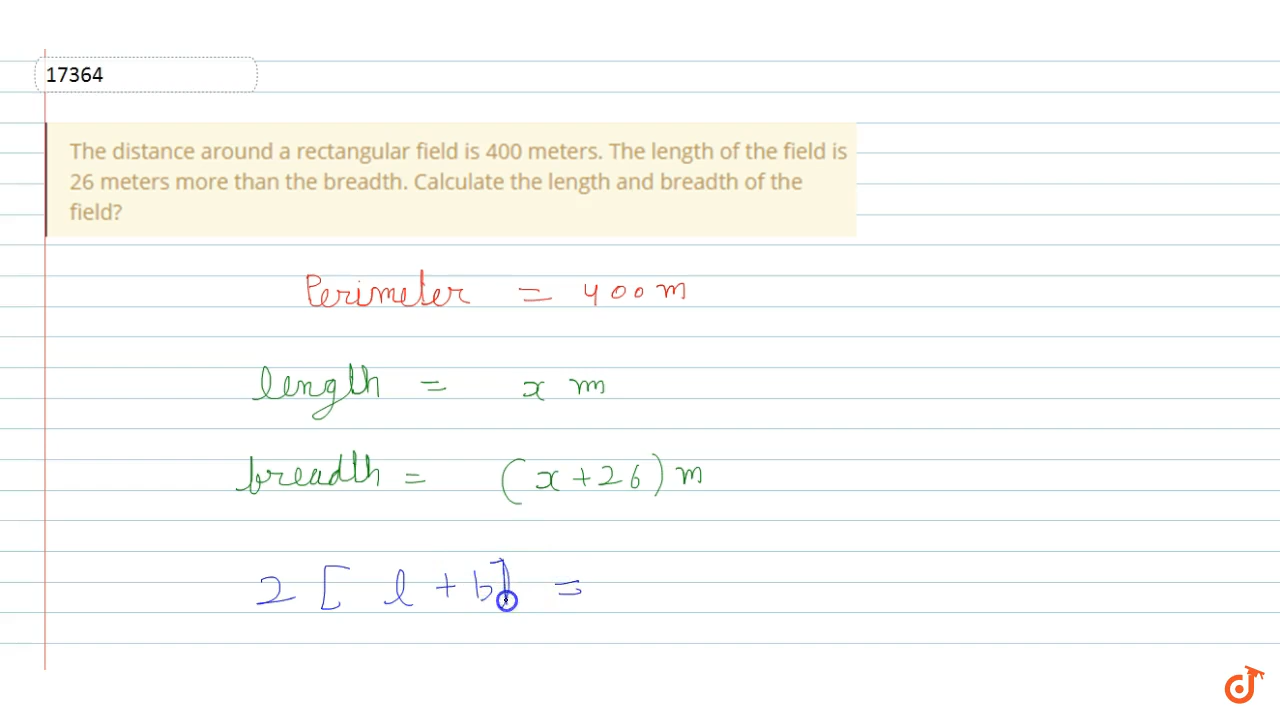 17364
The distance around a rectangular field is 400 meters. The length of the field is
26 meters more than the breadth. Calculate the length and breadth of the
field?
Perimeter = 400 m
length = x m
breadth = (x+26) m
2 [ l + b] =